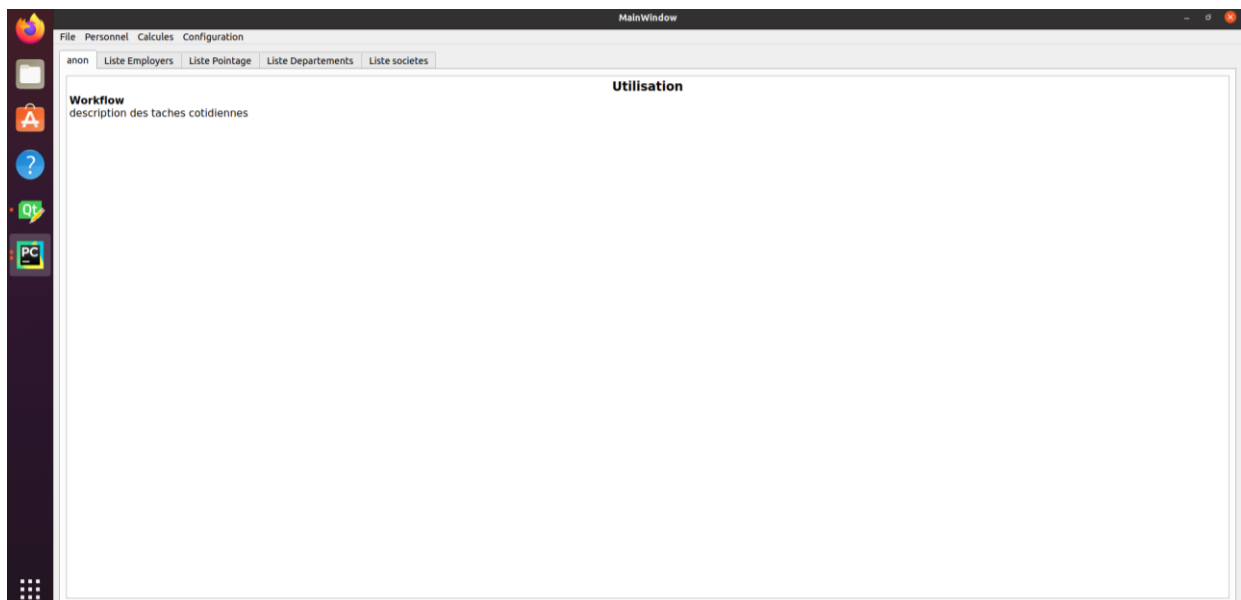 MainWindow
File Personnel Calcules Configuration
anon Liste Employers Liste Pointage Liste Departements Liste societes
Utilisation
Workflow
description des taches cotidiennes
Qt
PC